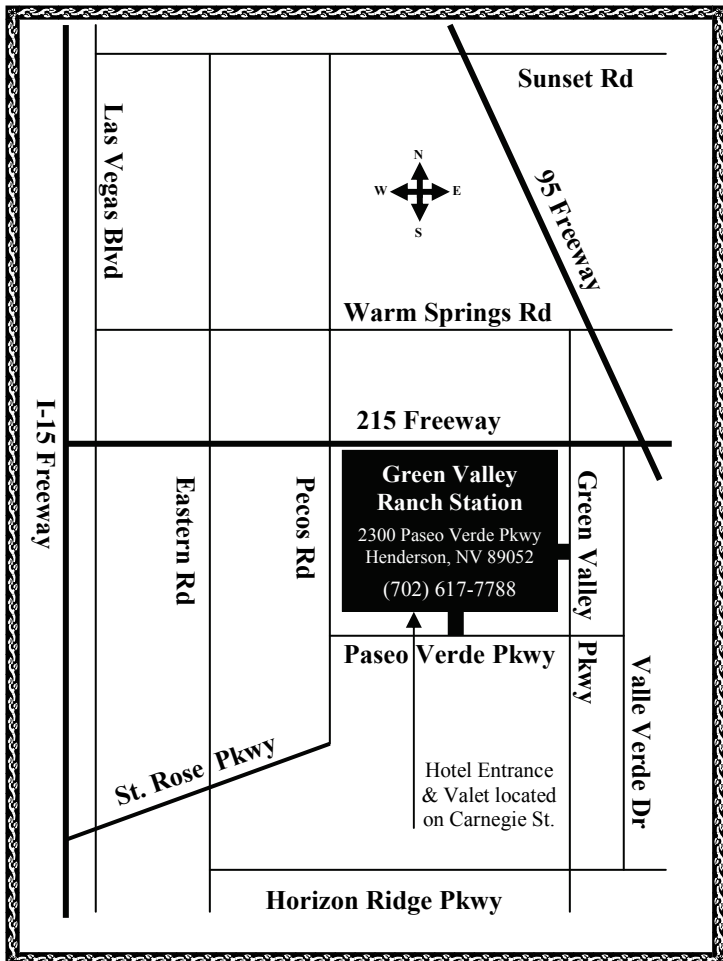 Sunset Rd
Las Vegas Blvd
N
W E
S
95 Freeway
Warm Springs Rd
I-15 Freeway
215 Freeway
Eastern Rd
Pecos Rd
Green Valley
Ranch Station
2300 Paseo Verde Pkwy
Henderson, NV 89052
(702) 617-7788
Green Valley Pkwy
Paseo Verde Pkwy
Valle Verde Dr
St. Rose Pkwy
Hotel Entrance
& Valet located
on Carnegie St.
Horizon Ridge Pkwy